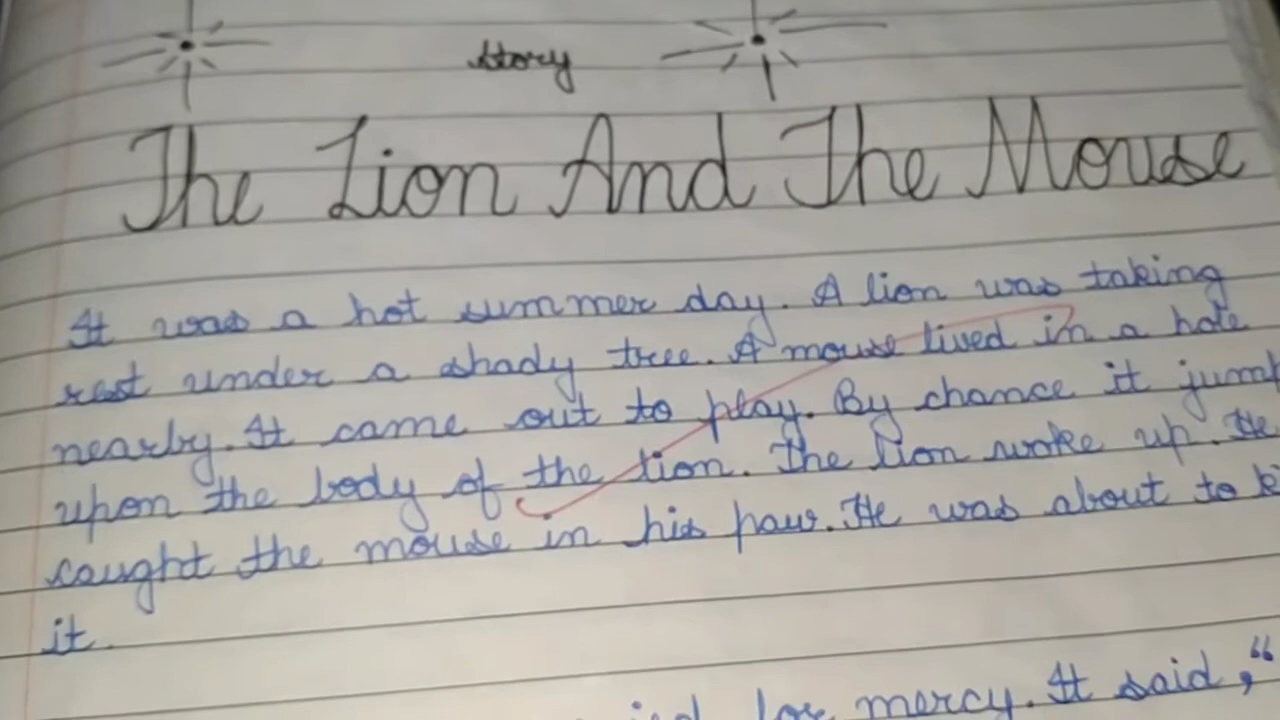 Story
The Lion And The Mouse
It was a hot summer day. A lion was taking
rest under a shady tree. A mouse lived in a hole
nearby. It came out to play. By chance it jump
upon the body of the lion. The lion woke up. He
caught the mouse in his paw. He was about to
it.
for mercy. It said, "